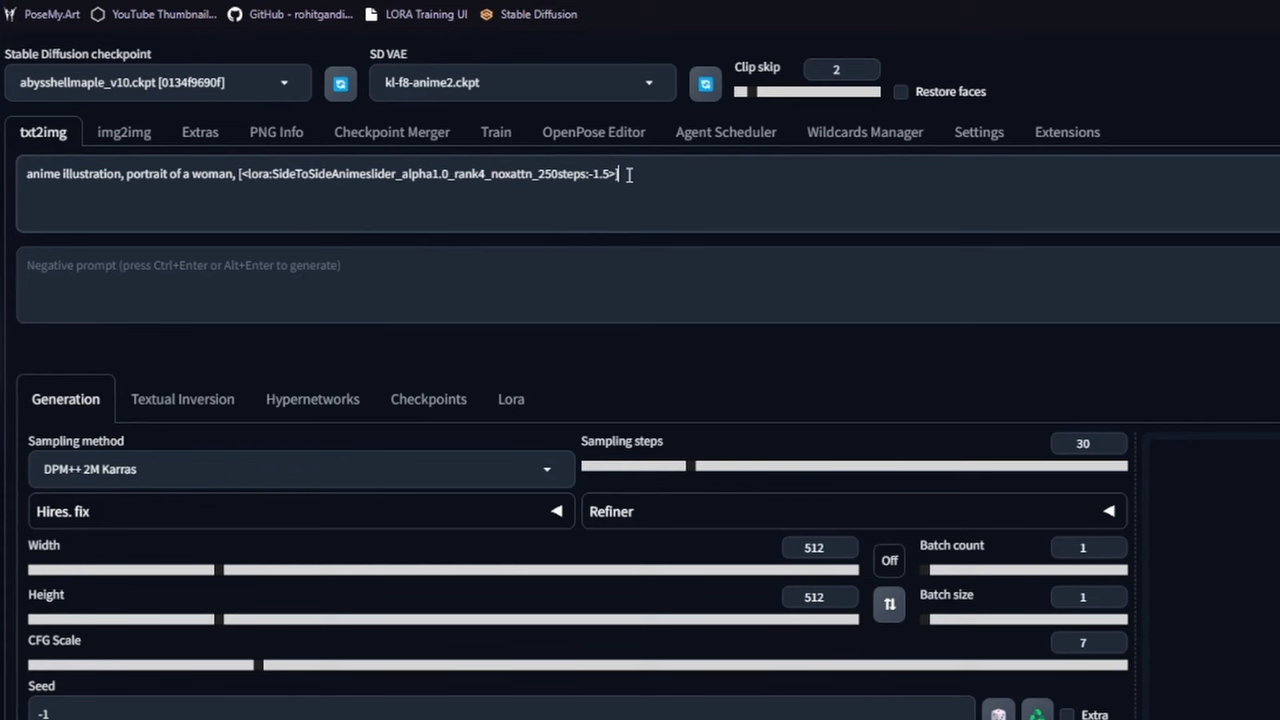 PoseMy.Art YouTube Thumbnail... GitHub - rohitgandi... LORA Training UI Stable Diffusion
Stable Diffusion checkpoint SD VAE
abysshellmaple_v10.ckpt [0134f9690f] kl-f8-anime2.ckpt Clip skip 2 Restore faces
txt2img img2img Extras PNG Info Checkpoint Merger Train OpenPose Editor Agent Scheduler Wildcards Manager Settings Extensions
anime illustration, portrait of a woman, [<lora:SideToSideAnimeslider_alpha1.0_rank4_noxattn_250steps:-1.5>]
Negative prompt (press Ctrl+Enter or Alt+Enter to generate)
Generation Textual Inversion Hypernetworks Checkpoints Lora
Sampling method Sampling steps 30
DPM++ 2M Karras
Hires. fix Refiner
Width 512 Off Batch count 1
Height 512 Batch size 1
CFG Scale 7
Seed
-1 Extra